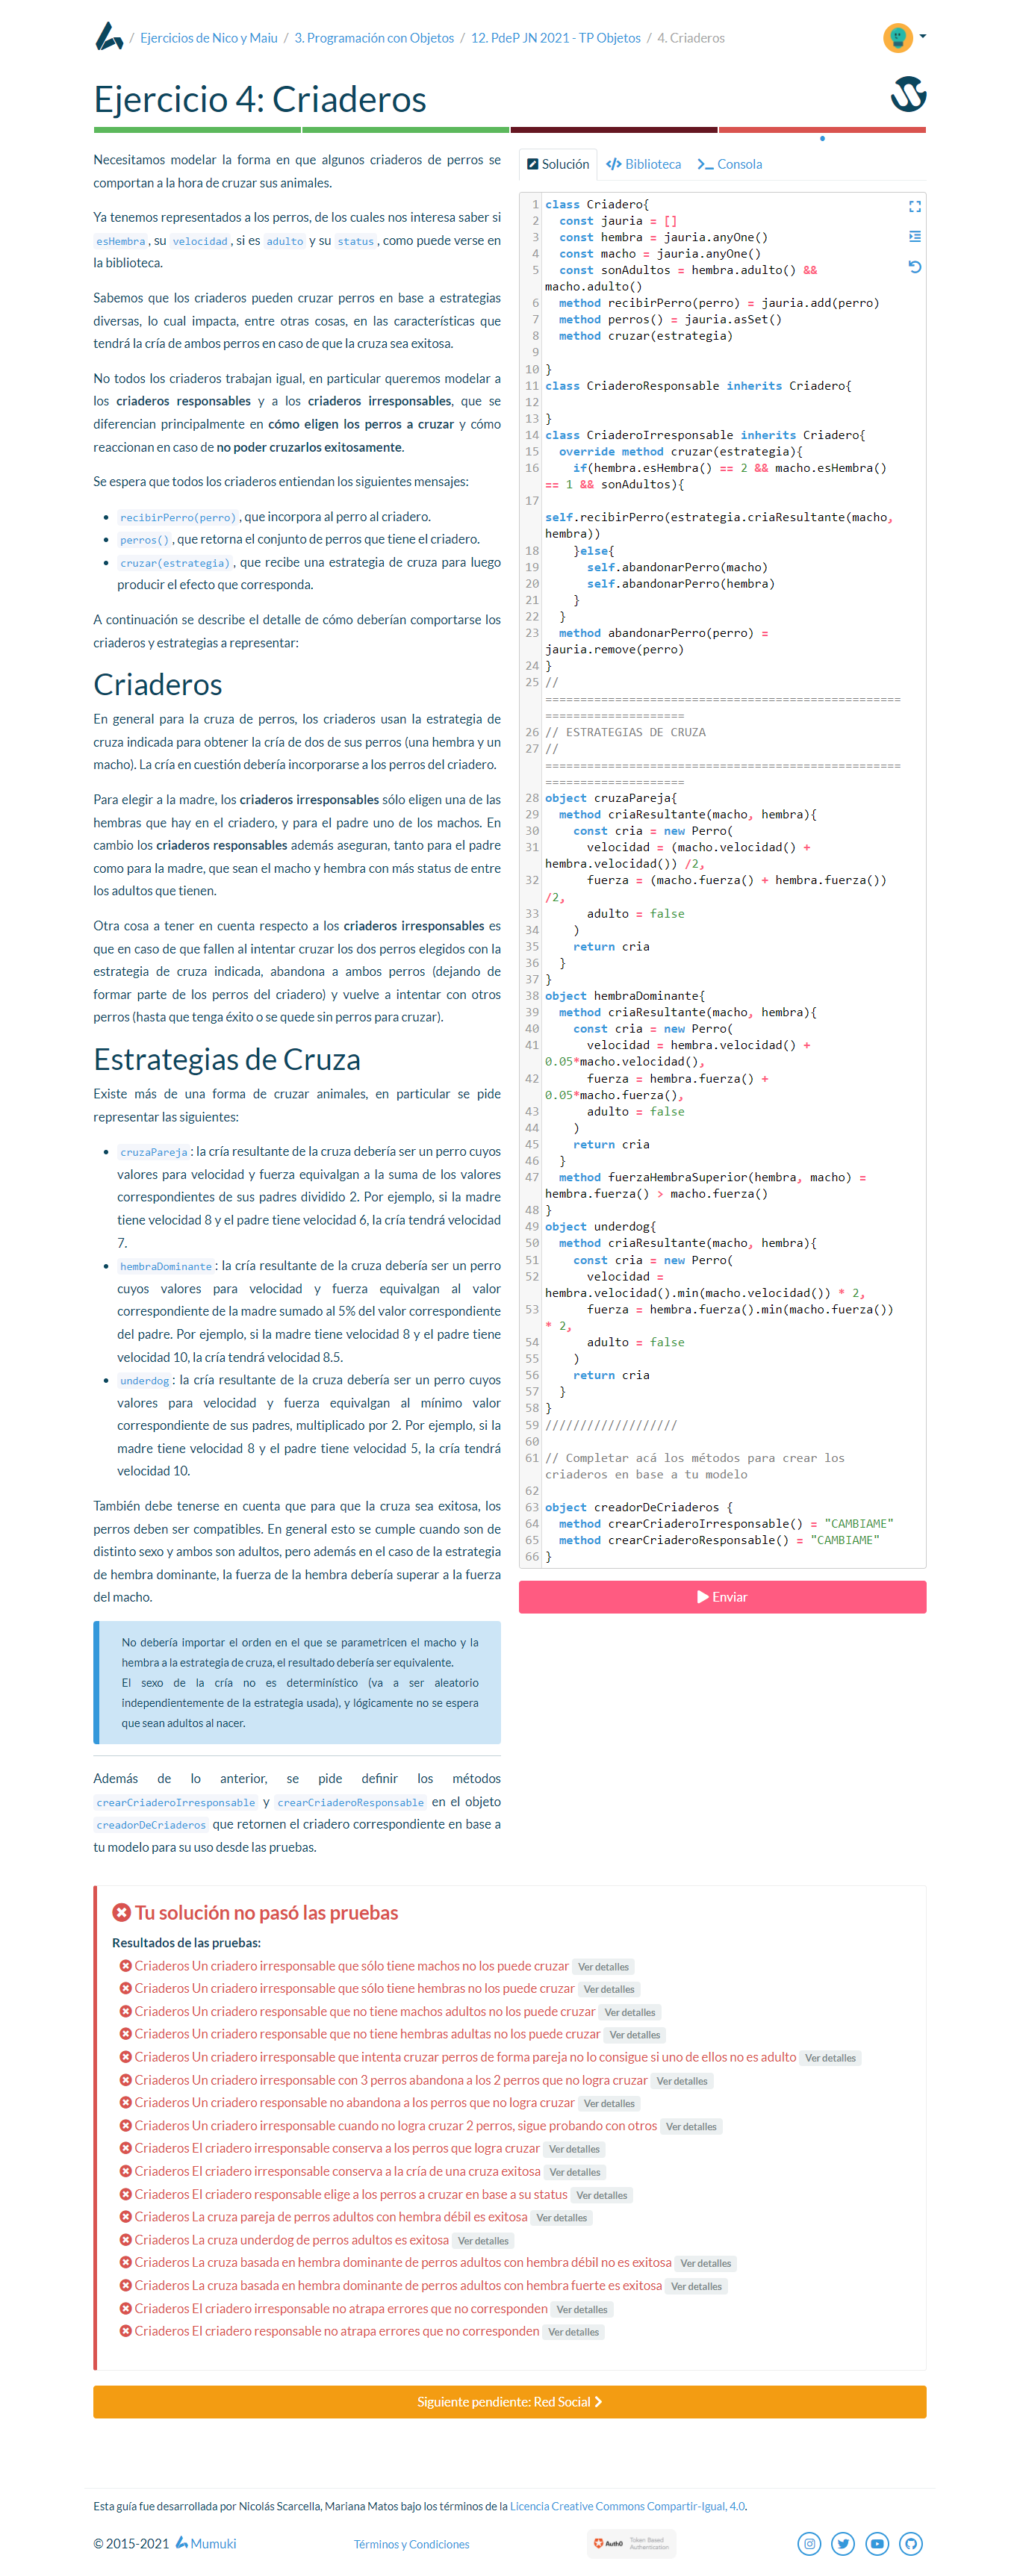 / Ejercicios de Nico y Maiu / 3. Programación con Objetos / 12. PdeP JN 2021 - TP Objetos / 4. Criaderos
Ejercicio 4: Criaderos
Necesitamos modelar la forma en que algunos criaderos de perros se
comportan a la hora de cruzar sus animales.
Ya tenemos representados a los perros, de los cuales nos interesa saber si
esHembra , su velocidad , si es adulto y su status , como puede verse en
la biblioteca.
Sabemos que los criaderos pueden cruzar perros en base a estrategias
diversas, lo cual impacta, entre otras cosas, en las características que
tendrá la cría de ambos perros en caso de que la cruza sea exitosa.
No todos los criaderos trabajan igual, en particular queremos modelar a
los criaderos responsables y a los criaderos irresponsables, que se
diferencian principalmente en cómo eligen los perros a cruzar y cómo
reaccionan en caso de no poder cruzarlos exitosamente.
Se espera que todos los criaderos entiendan los siguientes mensajes:
• recibirPerro(perro) , que incorpora al perro al criadero.
• perros() , que retorna el conjunto de perros que tiene el criadero.
• cruzar(estrategia) , que recibe una estrategia de cruza para luego
producir el efecto que corresponda.
A continuación se describe el detalle de cómo deberían comportarse los
criaderos y estrategias a representar:
Criaderos
En general para la cruza de perros, los criaderos usan la estrategia de
cruza indicada para obtener la cría de dos de sus perros (una hembra y un
macho). La cría en cuestión debería incorporarse a los perros del criadero.
Para elegir a la madre, los criaderos irresponsables sólo eligen una de las
hembras que hay en el criadero, y para el padre uno de los machos. En
cambio los criaderos responsables además aseguran, tanto para el padre
como para la madre, que sean el macho y hembra con más status de entre
los adultos que tienen.
Otra cosa a tener en cuenta respecto a los criaderos irresponsables es
que en caso de que fallen al intentar cruzar los dos perros elegidos con la
estrategia de cruza indicada, abandona a ambos perros (dejando de
formar parte de los perros del criadero) y vuelve a intentar con otros
perros (hasta que tenga éxito o se quede sin perros para cruzar).
Estrategias de Cruza
Existe más de una forma de cruzar animales, en particular se pide
representar las siguientes:
• cruzaPareja : la cría resultante de la cruza debería ser un perro cuyos
valores para velocidad y fuerza equivalgan a la suma de los valores
correspondientes de sus padres dividido 2. Por ejemplo, si la madre
tiene velocidad 8 y el padre tiene velocidad 6, la cría tendrá velocidad
7.
• hembraDominante : la cría resultante de la cruza debería ser un perro
cuyos valores para velocidad y fuerza equivalgan al valor
correspondiente de la madre sumado al 5% del valor correspondiente
del padre. Por ejemplo, si la madre tiene velocidad 8 y el padre tiene
velocidad 10, la cría tendrá velocidad 8.5.
• underdog : la cría resultante de la cruza debería ser un perro cuyos
valores para velocidad y fuerza equivalgan al mínimo valor
correspondiente de sus padres, multiplicado por 2. Por ejemplo, si la
madre tiene velocidad 8 y el padre tiene velocidad 5, la cría tendrá
velocidad 10.
También debe tenerse en cuenta que para que la cruza sea exitosa, los
perros deben ser compatibles. En general esto se cumple cuando son de
distinto sexo y ambos son adultos, pero además en el caso de la estrategia
de hembra dominante, la fuerza de la hembra debería superar a la fuerza
del macho.
No debería importar el orden en el que se parametricen el macho y la
hembra a la estrategia de cruza, el resultado debería ser equivalente.
El sexo de la cría no es determinístico (va a ser aleatorio
independientemente de la estrategia usada), y lógicamente no se espera
que sean adultos al nacer.
Además de lo anterior, se pide definir los métodos
crearCriaderoIrresponsable y crearCriaderoResponsable en el objeto
creadorDeCriaderos que retornen el criadero correspondiente en base a
tu modelo para su uso desde las pruebas.
Solución Biblioteca Consola
1 class Criadero{
2 const jauria = []
3 const hembra = jauria.anyOne()
4 const macho = jauria.anyOne()
5 const sonAdultos = hembra.adulto() &&
macho.adulto()
6 method recibirPerro(perro) = jauria.add(perro)
7 method perros() = jauria.asSet()
8 method cruzar(estrategia)
9
10 }
11 class CriaderoResponsable inherits Criadero{
12
13 }
14 class CriaderoIrresponsable inherits Criadero{
15 override method cruzar(estrategia){
16 if(hembra.esHembra() == 2 && macho.esHembra()
== 1 && sonAdultos){
17
self.recibirPerro(estrategia.criaResultante(macho,
hembra))
18 }else{
19 self.abandonarPerro(macho)
20 self.abandonarPerro(hembra)
21 }
22 }
23 method abandonarPerro(perro) =
jauria.remove(perro)
24 }
25 //
===================================================
====================
26 // ESTRATEGIAS DE CRUZA
27 //
===================================================
====================
28 object cruzaPareja{
29 method criaResultante(macho, hembra){
30 const cria = new Perro(
31 velocidad = (macho.velocidad() +
hembra.velocidad()) /2,
32 fuerza = (macho.fuerza() + hembra.fuerza())
/2,
33 adulto = false
34 )
35 return cria
36 }
37 }
38 object hembraDominante{
39 method criaResultante(macho, hembra){
40 const cria = new Perro(
41 velocidad = hembra.velocidad() +
0.05*macho.velocidad(),
42 fuerza = hembra.fuerza() +
0.05*macho.fuerza(),
43 adulto = false
44 )
45 return cria
46 }
47 method fuerzaHembraSuperior(hembra, macho) =
hembra.fuerza() > macho.fuerza()
48 }
49 object underdog{
50 method criaResultante(macho, hembra){
51 const cria = new Perro(
52 velocidad =
hembra.velocidad().min(macho.velocidad()) * 2,
53 fuerza = hembra.fuerza().min(macho.fuerza())
* 2,
54 adulto = false
55 )
56 return cria
57 }
58 }
59 ///////////////////
60
61 // Completar acá los métodos para crear los
criaderos en base a tu modelo
62
63 object creadorDeCriaderos {
64 method crearCriaderoIrresponsable() = "CAMBIAME"
65 method crearCriaderoResponsable() = "CAMBIAME"
66 }
Enviar
Tu solución no pasó las pruebas
Resultados de las pruebas:
Criaderos Un criadero irresponsable que sólo tiene machos no los puede cruzar Ver detalles
Criaderos Un criadero irresponsable que sólo tiene hembras no los puede cruzar Ver detalles
Criaderos Un criadero responsable que no tiene machos adultos no los puede cruzar Ver detalles
Criaderos Un criadero responsable que no tiene hembras adultas no los puede cruzar Ver detalles
Criaderos Un criadero irresponsable que intenta cruzar perros de forma pareja no lo consigue si uno de ellos no es adulto Ver detalles
Criaderos Un criadero irresponsable con 3 perros abandona a los 2 perros que no logra cruzar Ver detalles
Criaderos Un criadero responsable no abandona a los perros que no logra cruzar Ver detalles
Criaderos Un criadero irresponsable cuando no logra cruzar 2 perros, sigue probando con otros Ver detalles
Criaderos El criadero irresponsable conserva a los perros que logra cruzar Ver detalles
Criaderos El criadero irresponsable conserva a la cría de una cruza exitosa Ver detalles
Criaderos El criadero responsable elige a los perros a cruzar en base a su status Ver detalles
Criaderos La cruza pareja de perros adultos con hembra débil es exitosa Ver detalles
Criaderos La cruza underdog de perros adultos es exitosa Ver detalles
Criaderos La cruza basada en hembra dominante de perros adultos con hembra débil no es exitosa Ver detalles
Criaderos La cruza basada en hembra dominante de perros adultos con hembra fuerte es exitosa Ver detalles
Criaderos El criadero irresponsable no atrapa errores que no corresponden Ver detalles
Criaderos El criadero responsable no atrapa errores que no corresponden Ver detalles
Siguiente pendiente: Red Social
Esta guía fue desarrollada por Nicolás Scarcella, Mariana Matos bajo los términos de la Licencia Creative Commons Compartir-Igual, 4.0.
© 2015-2021 Mumuki Términos y Condiciones Auth0 Token Based
Authentication